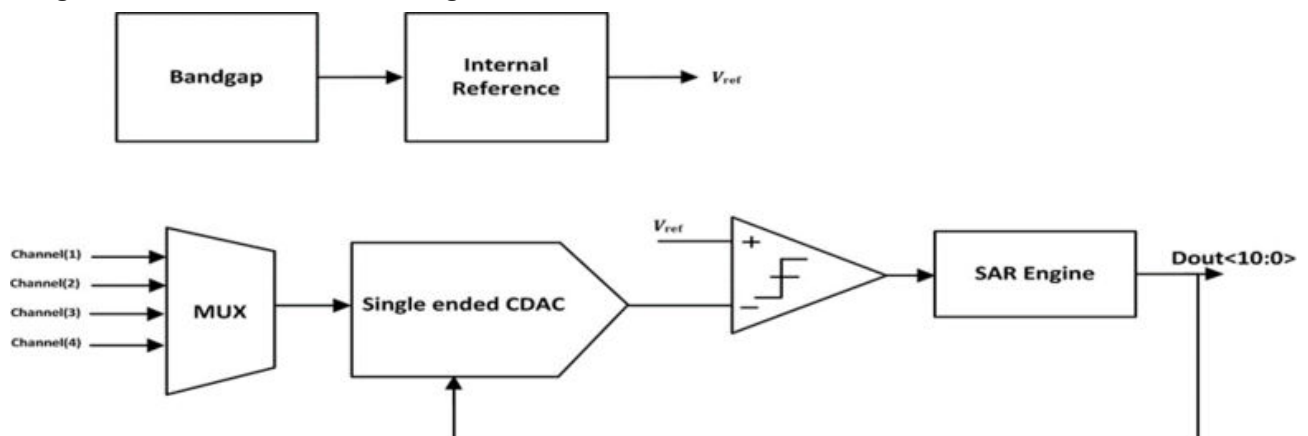 Bandgap
Internal
Reference
Vref
Channel(1)
Channel(2)
Channel(3)
Channel(4)
MUX
Single ended CDAC
Vref
+
−
SAR Engine
Dout<10:0>